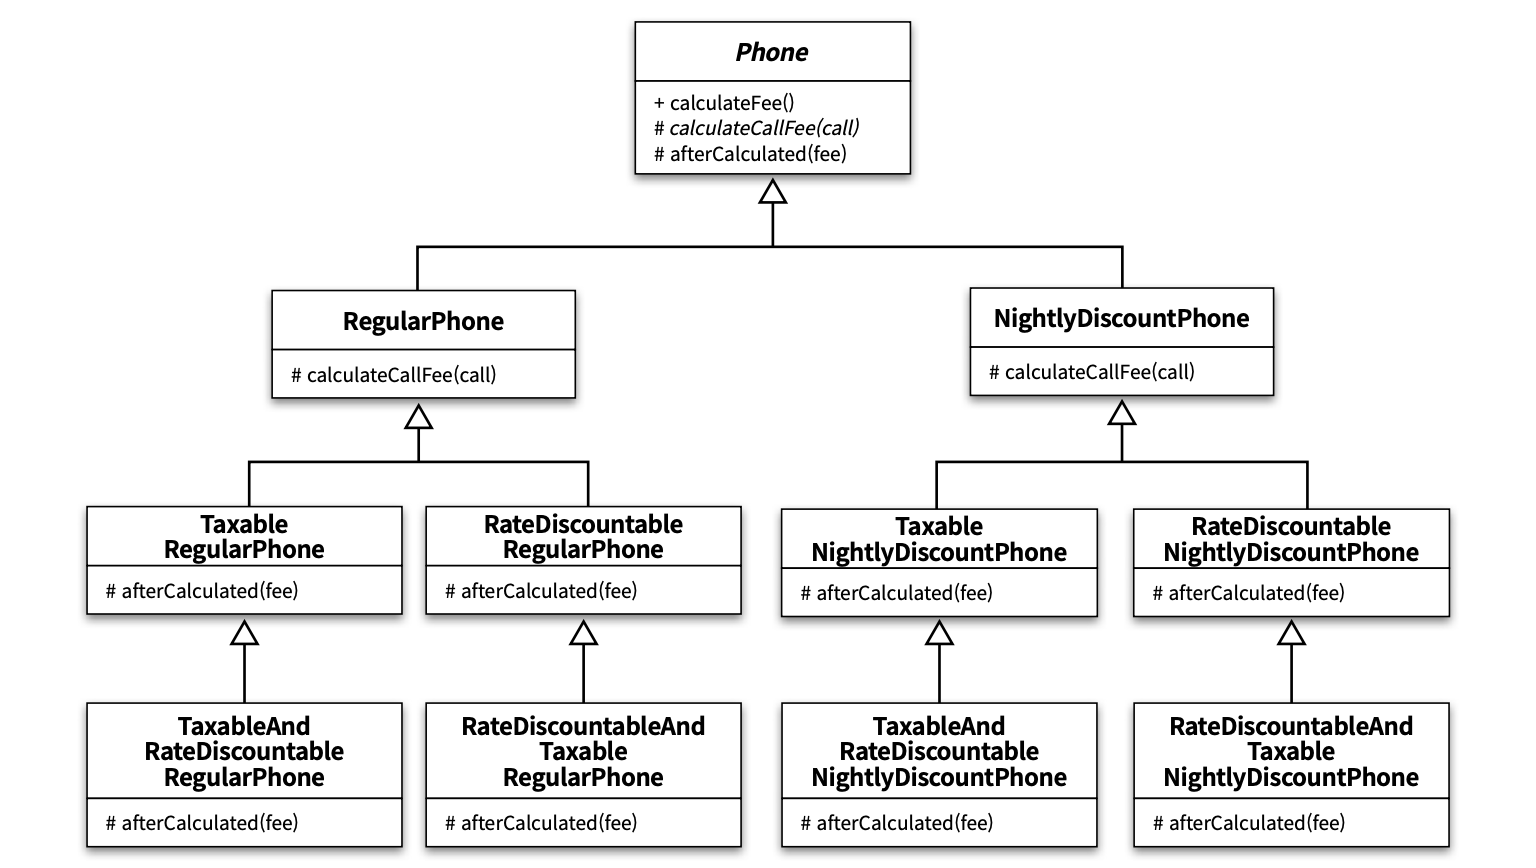 Phone
+ calculateFee()
# calculateCallFee(call)
# afterCalculated(fee)
RegularPhone
# calculateCallFee(call)
NightlyDiscountPhone
# calculateCallFee(call)
Taxable
RegularPhone
# afterCalculated(fee)
RateDiscountable
RegularPhone
# afterCalculated(fee)
Taxable
NightlyDiscountPhone
# afterCalculated(fee)
RateDiscountable
NightlyDiscountPhone
# afterCalculated(fee)
TaxableAnd
RateDiscountable
RegularPhone
# afterCalculated(fee)
RateDiscountableAnd
Taxable
RegularPhone
# afterCalculated(fee)
TaxableAnd
RateDiscountable
NightlyDiscountPhone
# afterCalculated(fee)
RateDiscountableAnd
Taxable
NightlyDiscountPhone
# afterCalculated(fee)